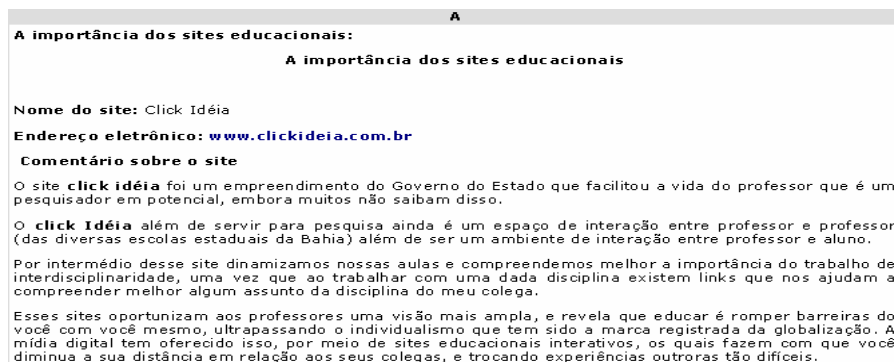 A
A importância dos sites educacionais:
A importância dos sites educacionais
Nome do site: Click Idéia
Endereço eletrônico: www.clickideia.com.br
Comentário sobre o site
O site click idéia foi um empreendimento do Governo do Estado que facilitou a vida do professor que é um
pesquisador em potencial, embora muitos não saibam disso.
O click Idéia além de servir para pesquisa ainda é um espaço de interação entre professor e professor
(das diversas escolas estaduais da Bahia) além de ser um ambiente de interação entre professor e aluno.
Por intermédio desse site dinamizamos nossas aulas e compreendemos melhor a importância do trabalho de
interdisciplinaridade, uma vez que ao trabalhar com uma dada disciplina existem links que nos ajudam a
compreender melhor algum assunto da disciplina do meu colega.
Esses sites oportunizam aos professores uma visão mais ampla, e revela que educar é romper barreiras do
você com você mesmo, ultrapassando o individualismo que tem sido a marca registrada da globalização. A
mídia digital tem oferecido isso, por meio de sites educacionais interativos, os quais fazem com que você
diminua a sua distância em relação aos seus colegas, e trocando experiências outroras tão difíceis.